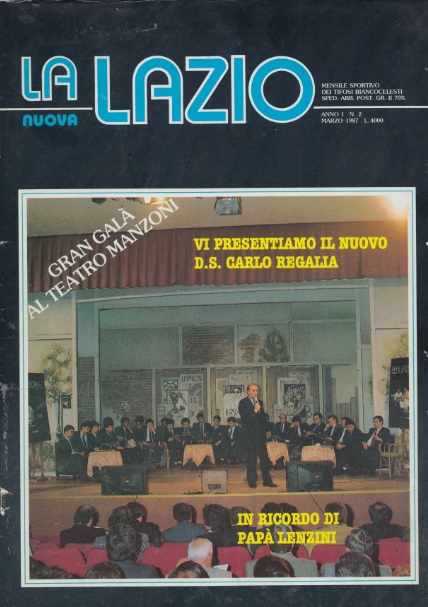 LA LAZIO
NUOVA
MENSILE SPORTIVO
DEI TIFOSI BIANCOCELESTI
SPED. ABB. POST. GR. III 70%
ANNO 1 N. 2
MARZO 1987 L. 4000
GRAN GALÀ
AL TEATRO MANZONI
VI PRESENTIAMO IL NUOVO
D.S. CARLO REGALIA
IN RICORDO DI
PAPÀ LENZINI